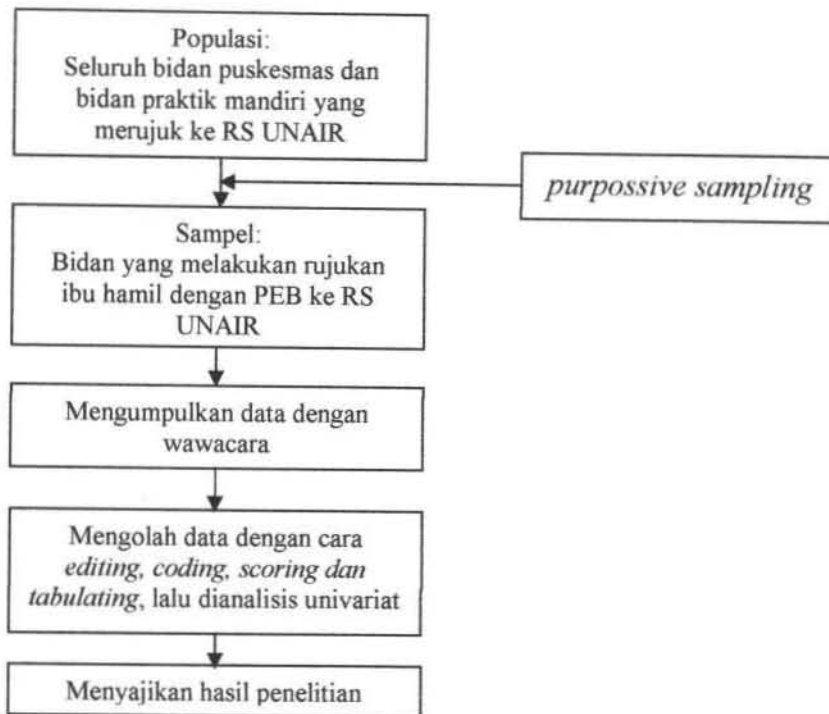 Populasi:
Seluruh bidan puskesmas dan
bidan praktik mandiri yang
merujuk ke RS UNAIR
purpossive sampling
Sampel:
Bidan yang melakukan rujukan
ibu hamil dengan PEB ke RS
UNAIR
Mengumpulkan data dengan
wawacara
Mengolah data dengan cara
editing, coding, scoring dan
tabulating, lalu dianalisis univariat
Menyajikan hasil penelitian